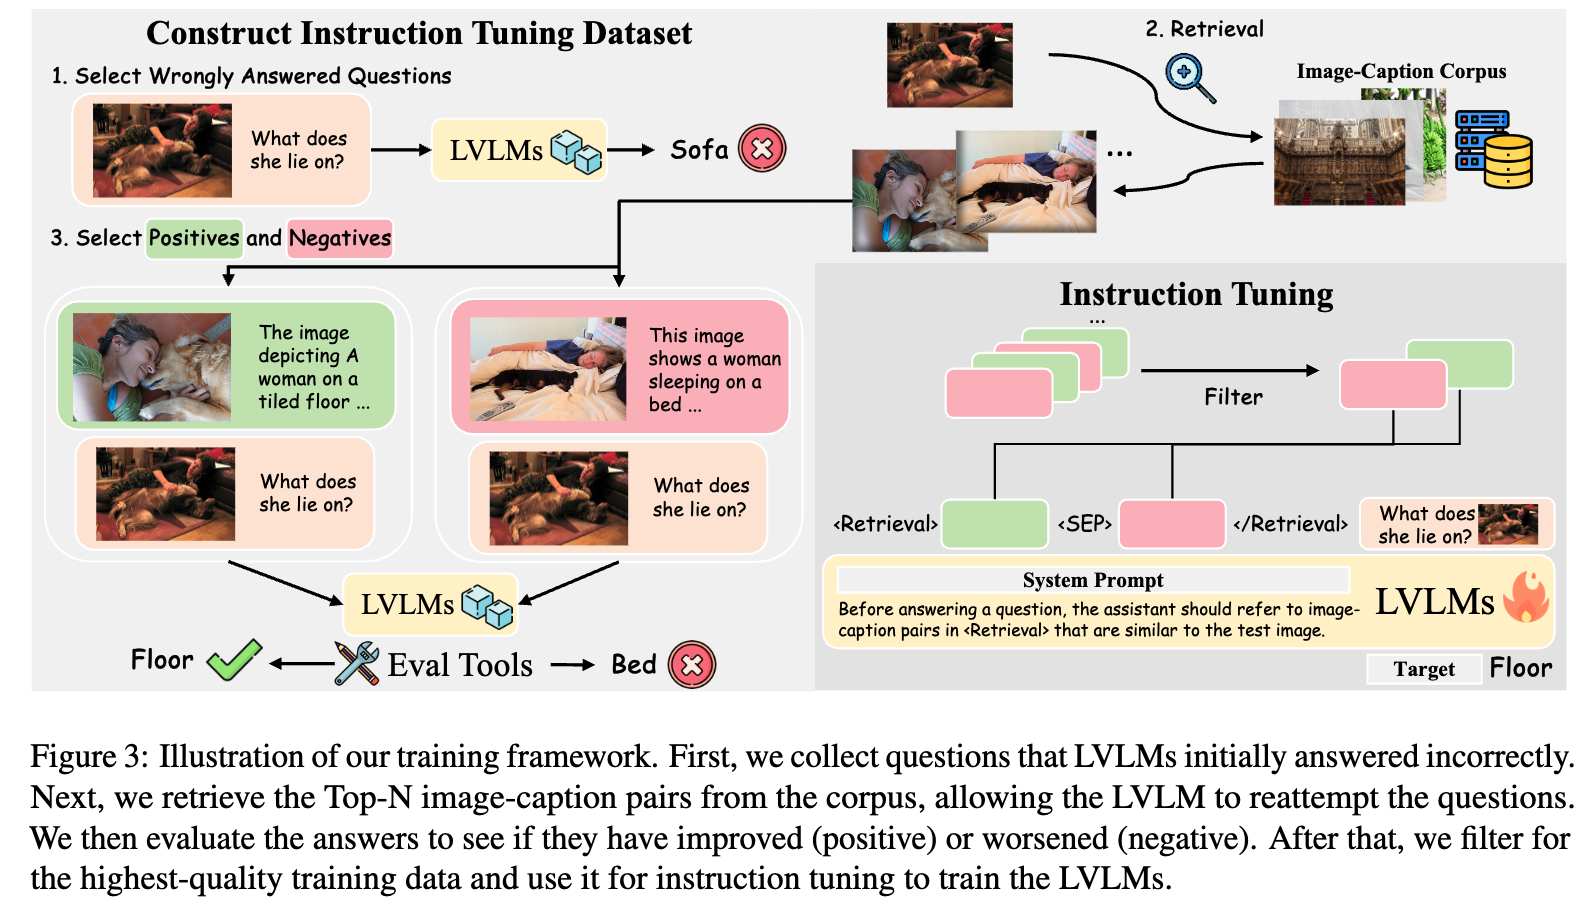 Construct Instruction Tuning Dataset
1. Select Wrongly Answered Questions
What does
she lie on?
LVLMs
Sofa
2. Retrieval
Image-Caption Corpus
...
3. Select Positives and Negatives
The image
depicting A
woman on a
tiled floor ...
What does
she lie on?
This image
shows a woman
sleeping on a
bed ...
What does
she lie on?
LVLMs
Floor
Eval Tools
Bed
Instruction Tuning
...
Filter
<Retrieval>
<SEP>
</Retrieval>
What does
she lie on?
System Prompt
Before answering a question, the assistant should refer to image-
caption pairs in <Retrieval> that are similar to the test image.
LVLMs
Target
Floor
Figure 3: Illustration of our training framework. First, we collect questions that LVLMs initially answered incorrectly.
Next, we retrieve the Top-N image-caption pairs from the corpus, allowing the LVLM to reattempt the questions.
We then evaluate the answers to see if they have improved (positive) or worsened (negative). After that, we filter for
the highest-quality training data and use it for instruction tuning to train the LVLMs.